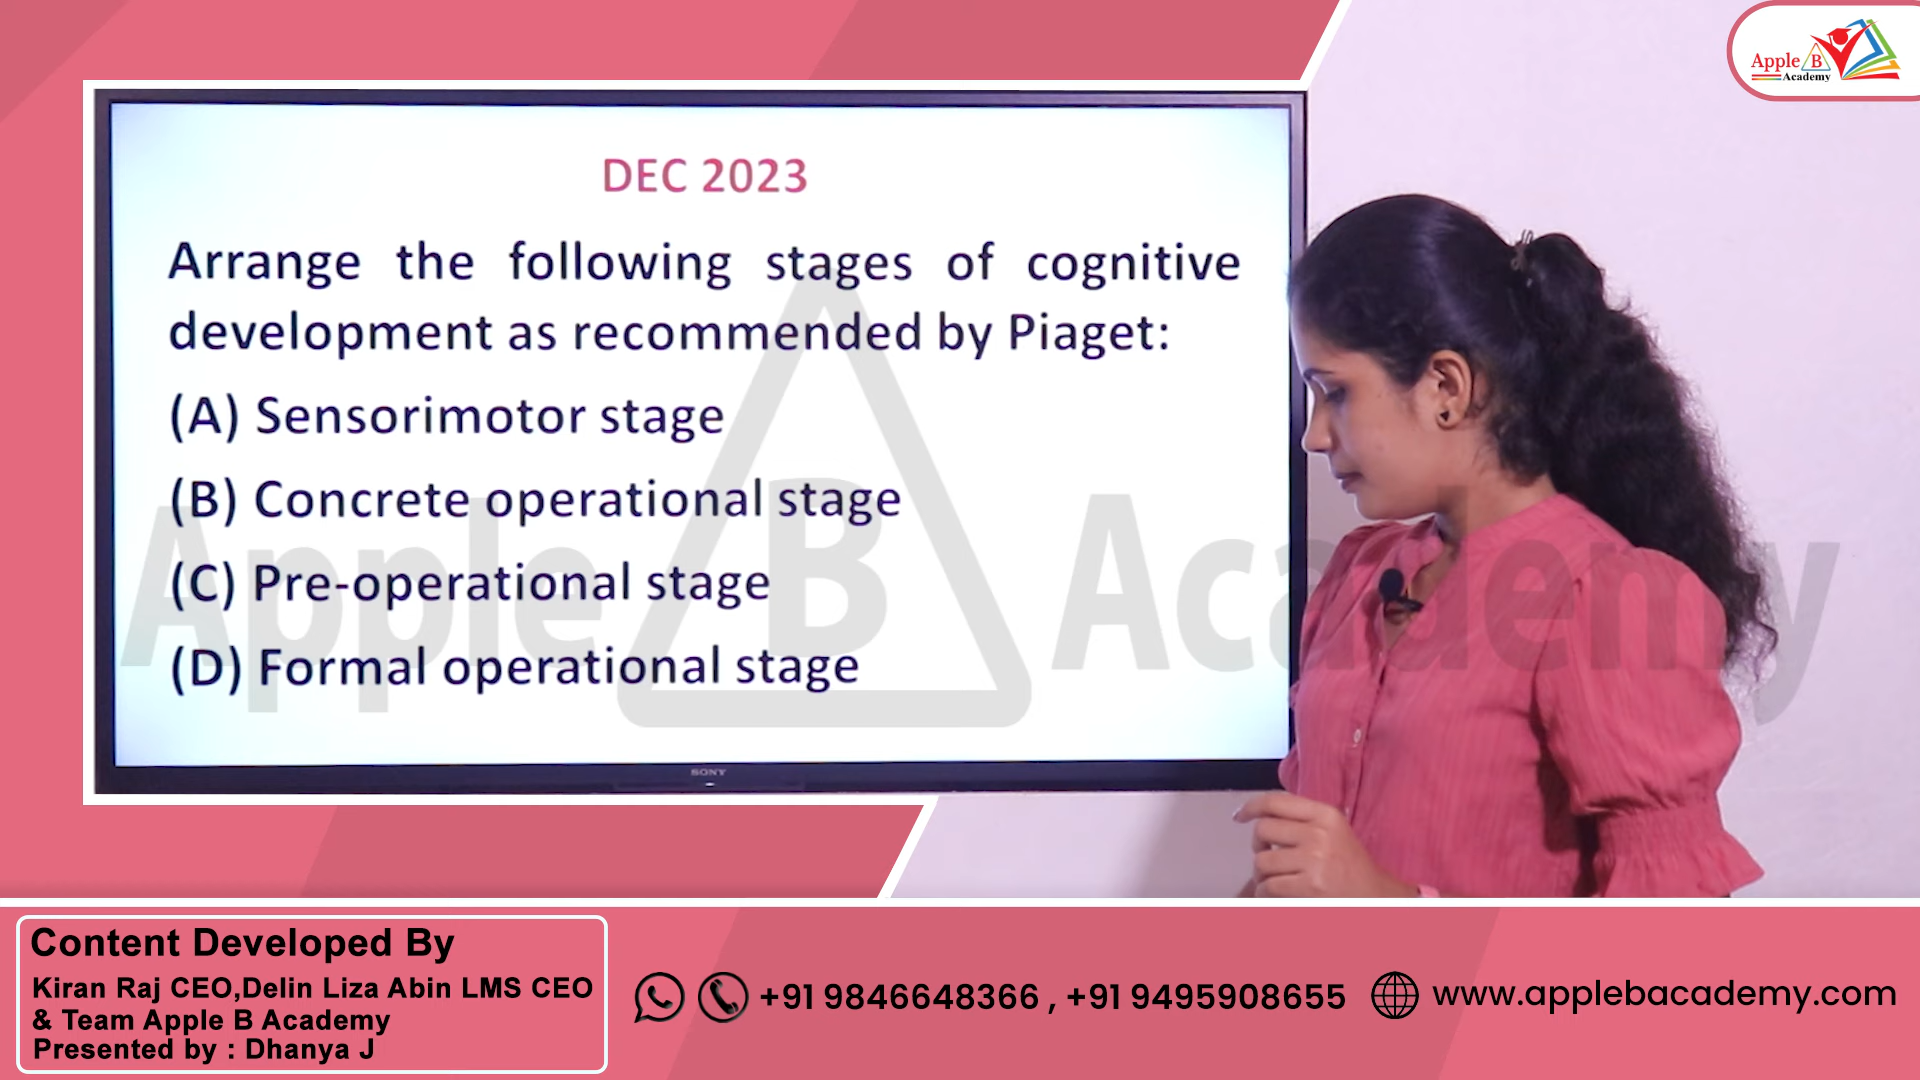 Apple B
Academy
DEC 2023
Arrange the following stages of cognitive
development as recommended by Piaget:
(A) Sensorimotor stage
(B) Concrete operational stage
(C) Pre-operational stage
(D) Formal operational stage
Apple B Academy
SONY
Content Developed By
Kiran Raj CEO,Delin Liza Abin LMS CEO
& Team Apple B Academy
Presented by : Dhanya J
+91 9846648366 , +91 9495908655
www.applebacademy.com